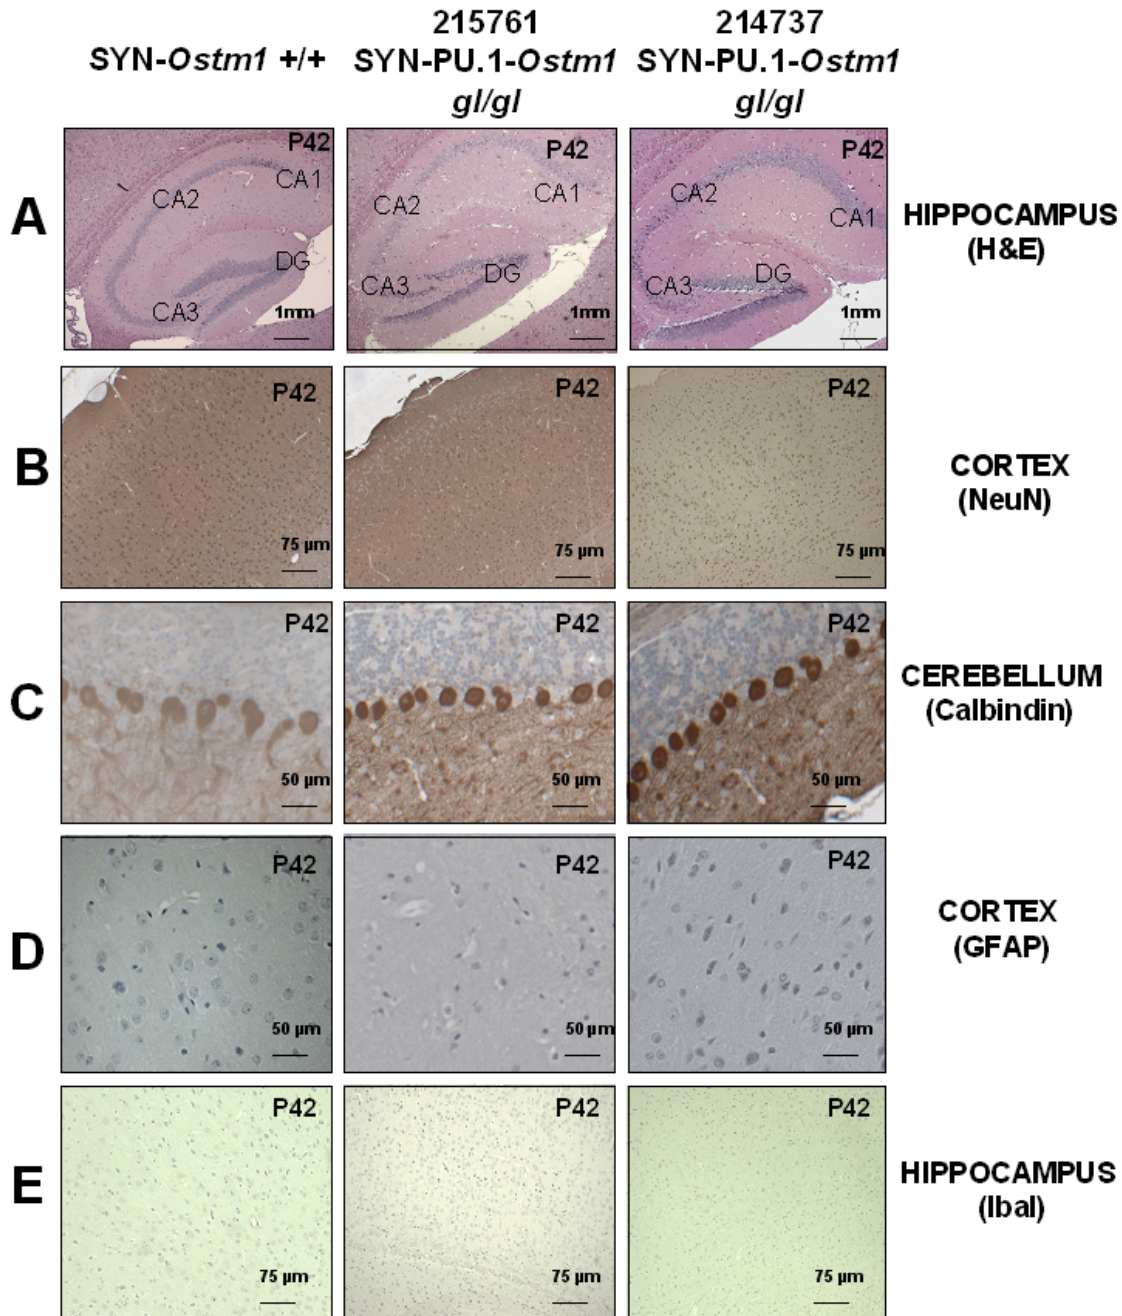 SYN-Ostm1 +/+
215761
SYN-PU.1-Ostm1
gl/gl
214737
SYN-PU.1-Ostm1
gl/gl
A
P42
CA1
CA2
DG
CA3
1mm
P42
CA1
CA2
DG
CA3
1mm
P42
CA2
CA1
DG
CA3
1mm
HIPPOCAMPUS
(H&E)
B
P42
75 µm
P42
75 µm
P42
75 µm
CORTEX
(NeuN)
C
P42
50 µm
P42
50 µm
P42
50 µm
CEREBELLUM
(Calbindin)
D
P42
50 µm
P42
50 µm
P42
50 µm
CORTEX
(GFAP)
E
P42
75 µm
P42
75 µm
P42
75 µm
HIPPOCAMPUS
(Ibal)